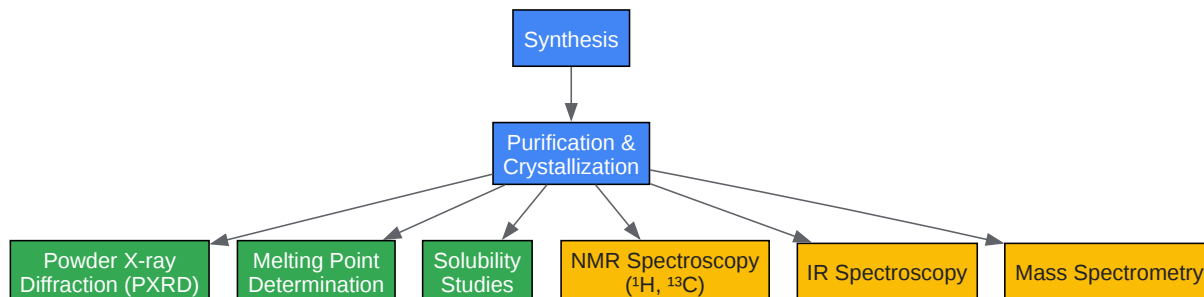 Synthesis
Purification &
Crystallization
Powder X-ray
Diffraction (PXRD)
Melting Point
Determination
Solubility
Studies
NMR Spectroscopy
(¹H, ¹³C)
IR Spectroscopy
Mass Spectrometry